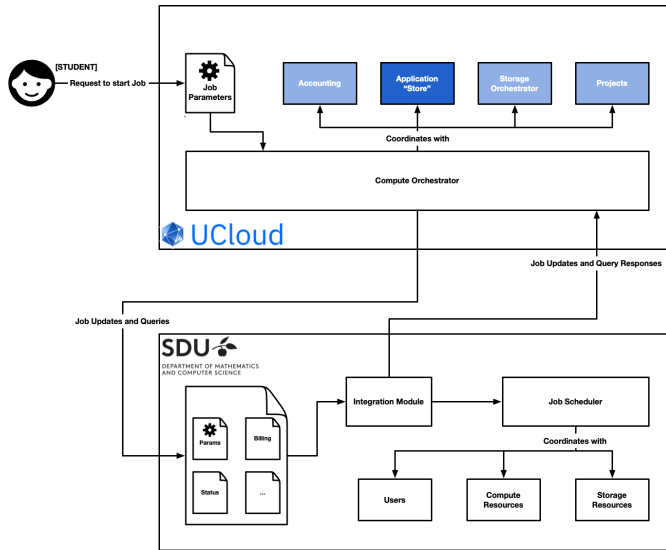 [STUDENT]
Request to start Job
Job
Parameters
Accounting
Application
“Store”
Storage
Orchestrator
Projects
Coordinates with
Compute Orchestrator
UCloud
Job Updates and Query Responses
Job Updates and Queries
SDU
DEPARTMENT OF MATHEMATICS
AND COMPUTER SCIENCE
Params
Billing
Status
...
Integration Module
Job Scheduler
Coordinates with
Users
Compute
Resources
Storage
Resources